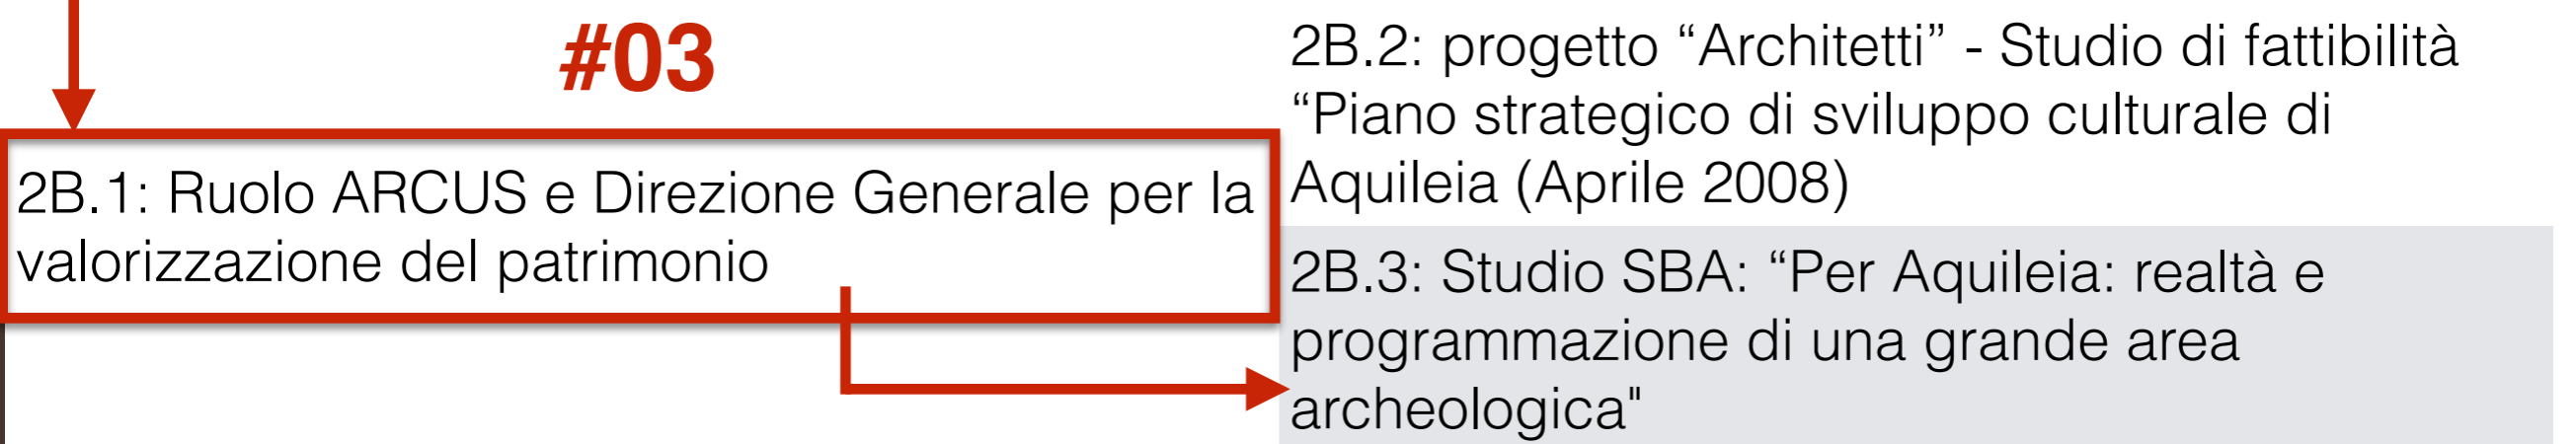 #03
2B.1: Ruolo ARCUS e Direzione Generale per la
valorizzazione del patrimonio
2B.2: progetto “Architetti” - Studio di fattibilità
“Piano strategico di sviluppo culturale di
Aquileia (Aprile 2008)
2B.3: Studio SBA: “Per Aquileia: realtà e
programmazione di una grande area
archeologica"